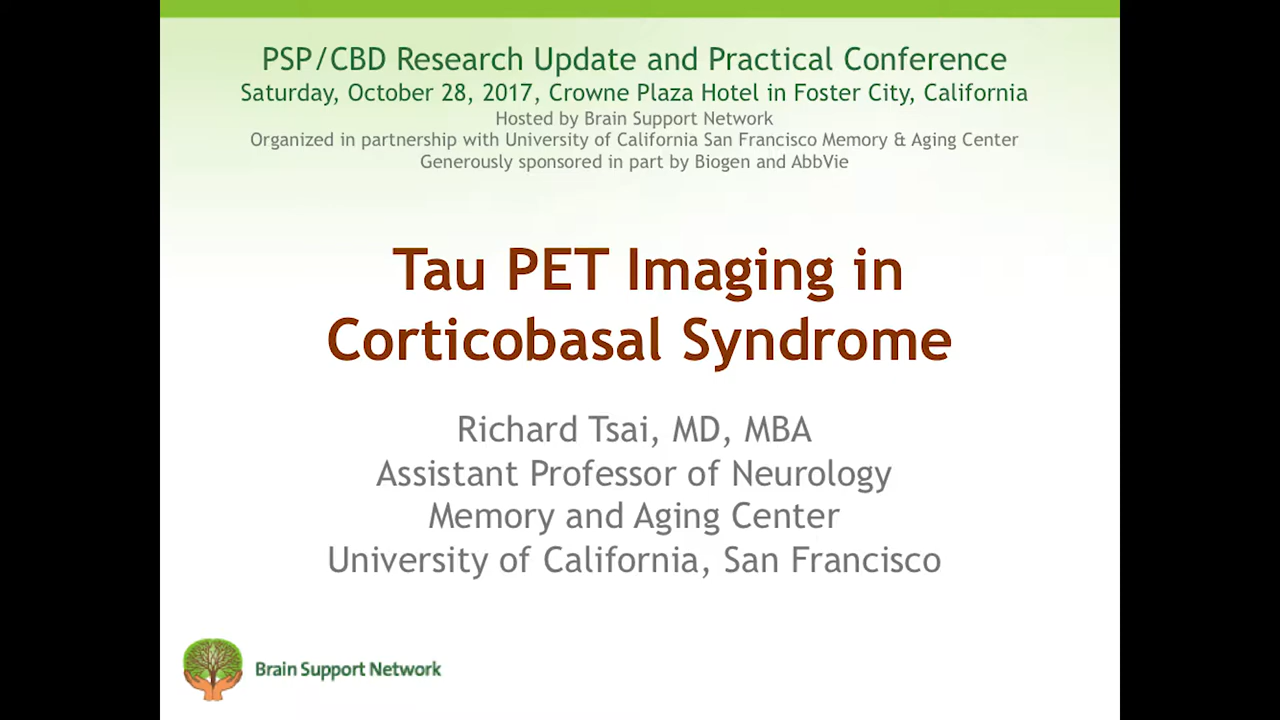 PSP/CBD Research Update and Practical Conference
Saturday, October 28, 2017, Crowne Plaza Hotel in Foster City, California
Hosted by Brain Support Network
Organized in partnership with University of California San Francisco Memory & Aging Center
Generously sponsored in part by Biogen and AbbVie
Tau PET Imaging in
Corticobasal Syndrome
Richard Tsai, MD, MBA
Assistant Professor of Neurology
Memory and Aging Center
University of California, San Francisco
Brain Support Network